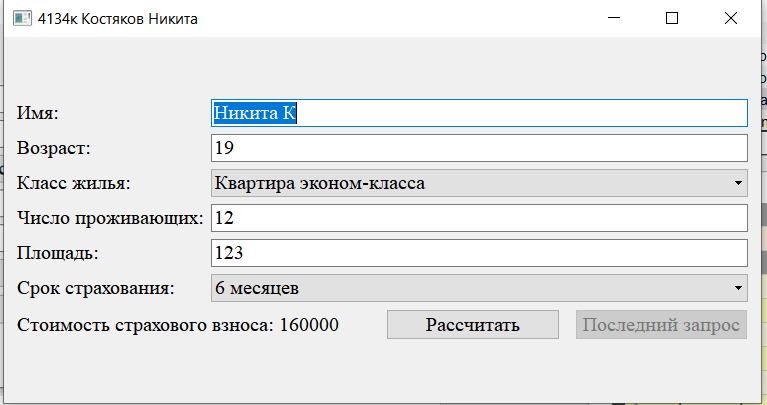 4134к Костяков Никита
Имя: Никита К
Возраст: 19
Класс жилья: Квартира эконом-класса
Число проживающих: 12
Площадь: 123
Срок страхования: 6 месяцев
Стоимость страхового взноса: 160000 Рассчитать Последний запрос